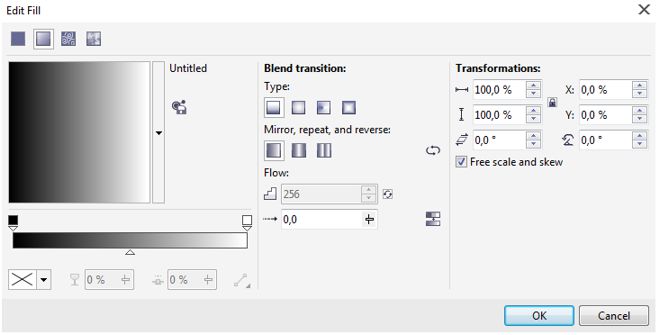 Edit Fill
Untitled
0 %
0 %
Blend transition:
Type:
Mirror, repeat, and reverse:
Flow:
256
0,0
Transformations:
100,0 % X: 0,0 %
100,0 % Y: 0,0 %
0,0 ° 0,0 °
Free scale and skew
OK Cancel